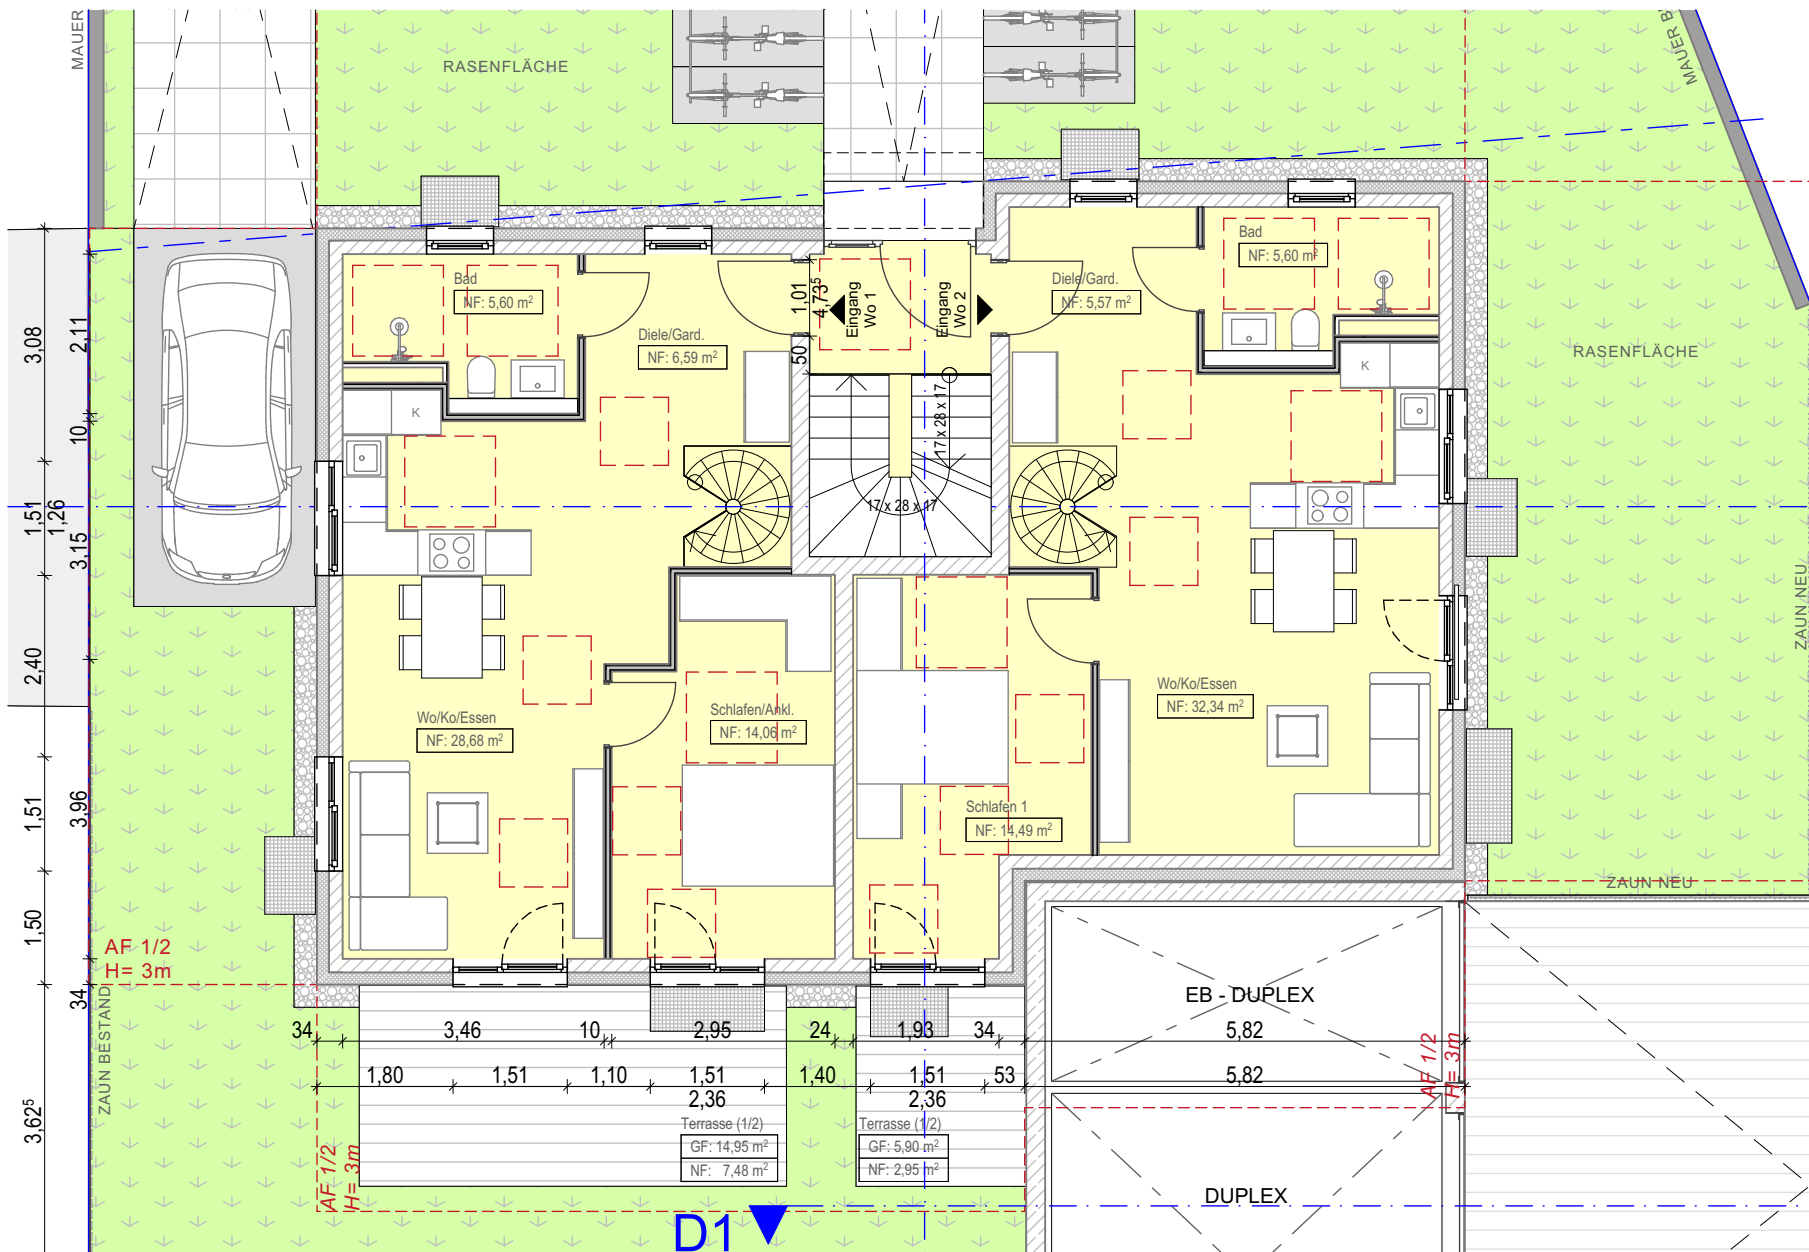 MAUER
RASENFLÄCHE
MAUER B
Bad
NF: 5,60 m²
Diele/Gard.
NF: 6,59 m²
1,01
4,73⁵
50
Eingang
Wo 1
Eingang
Wo 2
Diele/Gard.
NF: 5,57 m²
Bad
NF: 5,60 m²
RASENFLÄCHE
K
K
17 x 28 x 17
17 x 28 x 17
3,08
2,11
10
1,51
1,26
3,15
2,40
1,51
3,96
1,50
34
3,62⁵
Wo/Ko/Essen
NF: 28,68 m²
Schlafen/Ankl.
NF: 14,06 m²
Schlafen 1
NF: 14,49 m²
Wo/Ko/Essen
NF: 32,34 m²
ZAUN NEU
ZAUN NEU
AF 1/2
H= 3m
ZAUN BESTAND
34
3,46
10
2,95
24
1,93
34
5,82
1,80
1,51
1,10
1,51
2,36
1,40
1,51
2,36
53
5,82
Terrasse (1/2)
GF: 14,95 m²
NF: 7,48 m²
Terrasse (1/2)
GF: 5,90 m²
NF: 2,95 m²
AF 1/2
H= 3m
AF 1/2
H= 3m
EB - DUPLEX
DUPLEX
D1